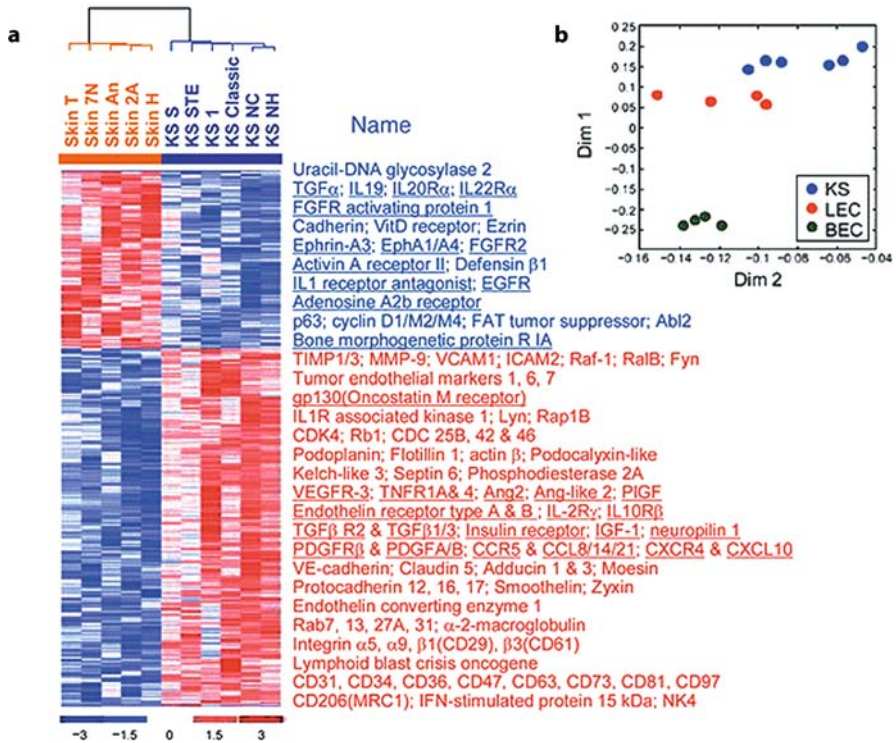 a
Skin T
Skin 7N
Skin An
Skin 2A
Skin H
KS S
KS STE
KS 1
KS Classic
KS NC
KS NH
Name
Uracil-DNA glycosylase 2
TGFα; IL19; IL20Rα; IL22Rα
FGFR activating protein 1
Cadherin; VitD receptor; Ezrin
Ephrin-A3; EphA1/A4; FGFR2
Activin A receptor II; Defensin β1
IL1 receptor antagonist; EGFR
Adenosine A2b receptor
p63; cyclin D1/M2/M4; FAT tumor suppressor; Abl2
Bone morphogenetic protein R IA
TIMP1/3; MMP-9; VCAM1; ICAM2; Raf-1; RalB; Fyn
Tumor endothelial markers 1, 6, 7
gp130(Oncostatin M receptor)
IL1R associated kinase 1; Lyn; Rap1B
CDK4; Rb1; CDC 25B, 42 & 46
Podoplanin; Flotillin 1; actin β; Podocalyxin-like
Kelch-like 3; Septin 6; Phosphodiesterase 2A
VEGFR-3; TNFR1A& 4; Ang2; Ang-like 2; PlGF
Endothelin receptor type A & B ; IL-2Rγ; IL10Rβ
TGFβ R2 & TGFβ1/3; Insulin receptor; IGF-1; neuropilin 1
PDGFRβ & PDGFA/B; CCR5 & CCL8/14/21; CXCR4 & CXCL10
VE-cadherin; Claudin 5; Adducin 1 & 3; Moesin
Protocadherin 12, 16, 17; Smoothelin; Zyxin
Endothelin converting enzyme 1
Rab7, 13, 27A, 31; α-2-macroglobulin
Integrin α5, α9, β1(CD29), β3(CD61)
Lymphoid blast crisis oncogene
CD31, CD34, CD36, CD47, CD63, CD73, CD81, CD97
CD206(MRC1); IFN-stimulated protein 15 kDa; NK4
−3 −1.5 0 1.5 3
b
0.25
0.2
0.15
0.1
0.05
0
−0.05
−0.1
−0.15
−0.2
−0.25
Dim 1
KS
LEC
BEC
−0.16 −0.14 −0.12 −0.1 −0.08 −0.06 −0.04
Dim 2